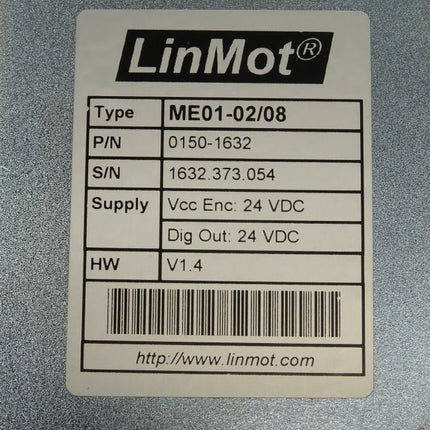 LinMot®
Type ME01-02/08
P/N 0150-1632
S/N 1632.373.054
Supply Vcc Enc: 24 VDC
Dig Out: 24 VDC
HW V1.4
http://www.linmot.com